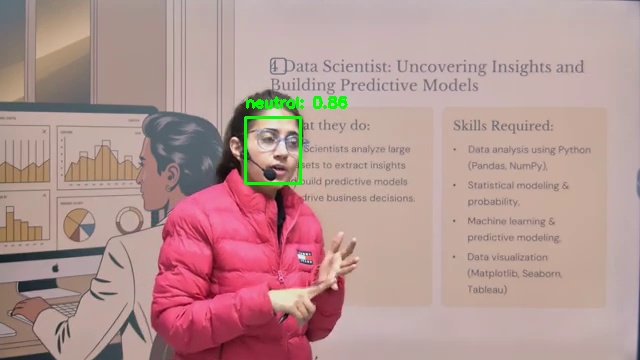 4 Data Scientist: Uncovering Insights and
Building Predictive Models
neutral: 0.86
at they do:
Scientists analyze large
sets to extract insights
build predictive models
drive business decisions.
Skills Required:
• Data analysis using Python
(Pandas, NumPy),
• Statistical modeling &
probability,
• Machine learning &
predictive modeling,
• Data visualization
(Matplotlib, Seaborn,
Tableau)